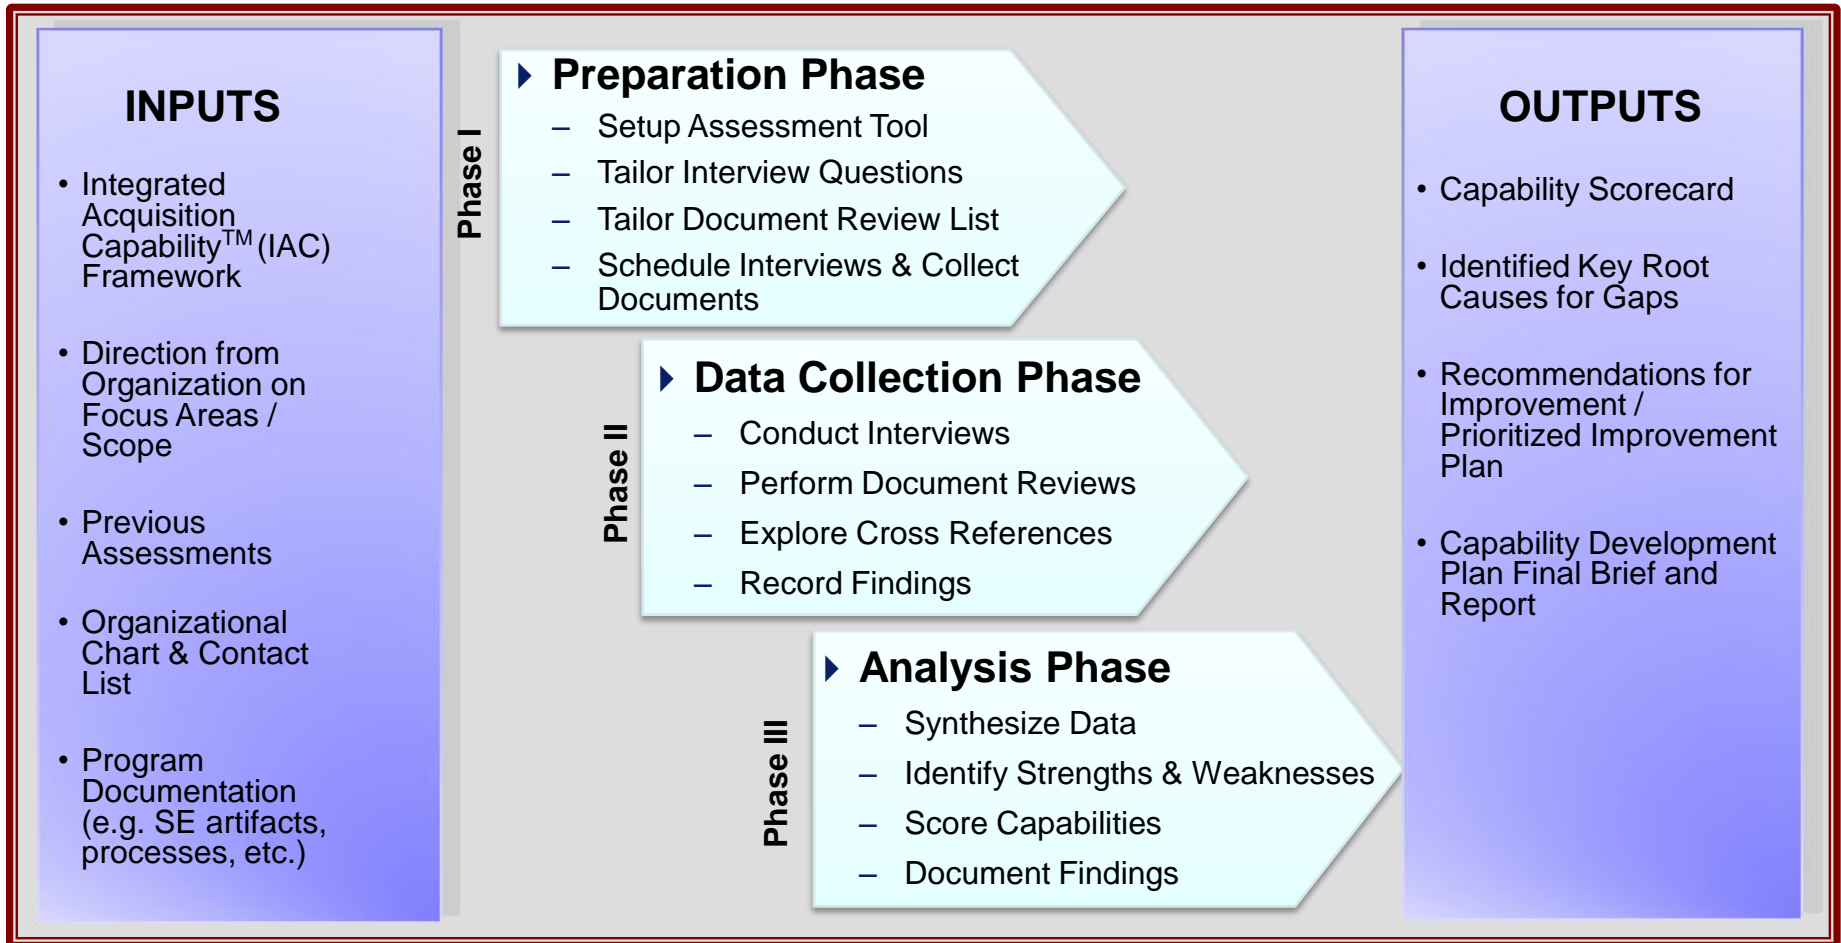 INPUTS
• Integrated
Acquisition
Capability™ (IAC)
Framework
• Direction from
Organization on
Focus Areas /
Scope
• Previous
Assessments
• Organizational
Chart & Contact
List
• Program
Documentation
(e.g. SE artifacts,
processes, etc.)
Phase I
Preparation Phase
– Setup Assessment Tool
– Tailor Interview Questions
– Tailor Document Review List
– Schedule Interviews & Collect
Documents
Phase II
Data Collection Phase
– Conduct Interviews
– Perform Document Reviews
– Explore Cross References
– Record Findings
Phase III
Analysis Phase
– Synthesize Data
– Identify Strengths & Weaknesses
– Score Capabilities
– Document Findings
OUTPUTS
• Capability Scorecard
• Identified Key Root
Causes for Gaps
• Recommendations for
Improvement /
Prioritized Improvement
Plan
• Capability Development
Plan Final Brief and
Report